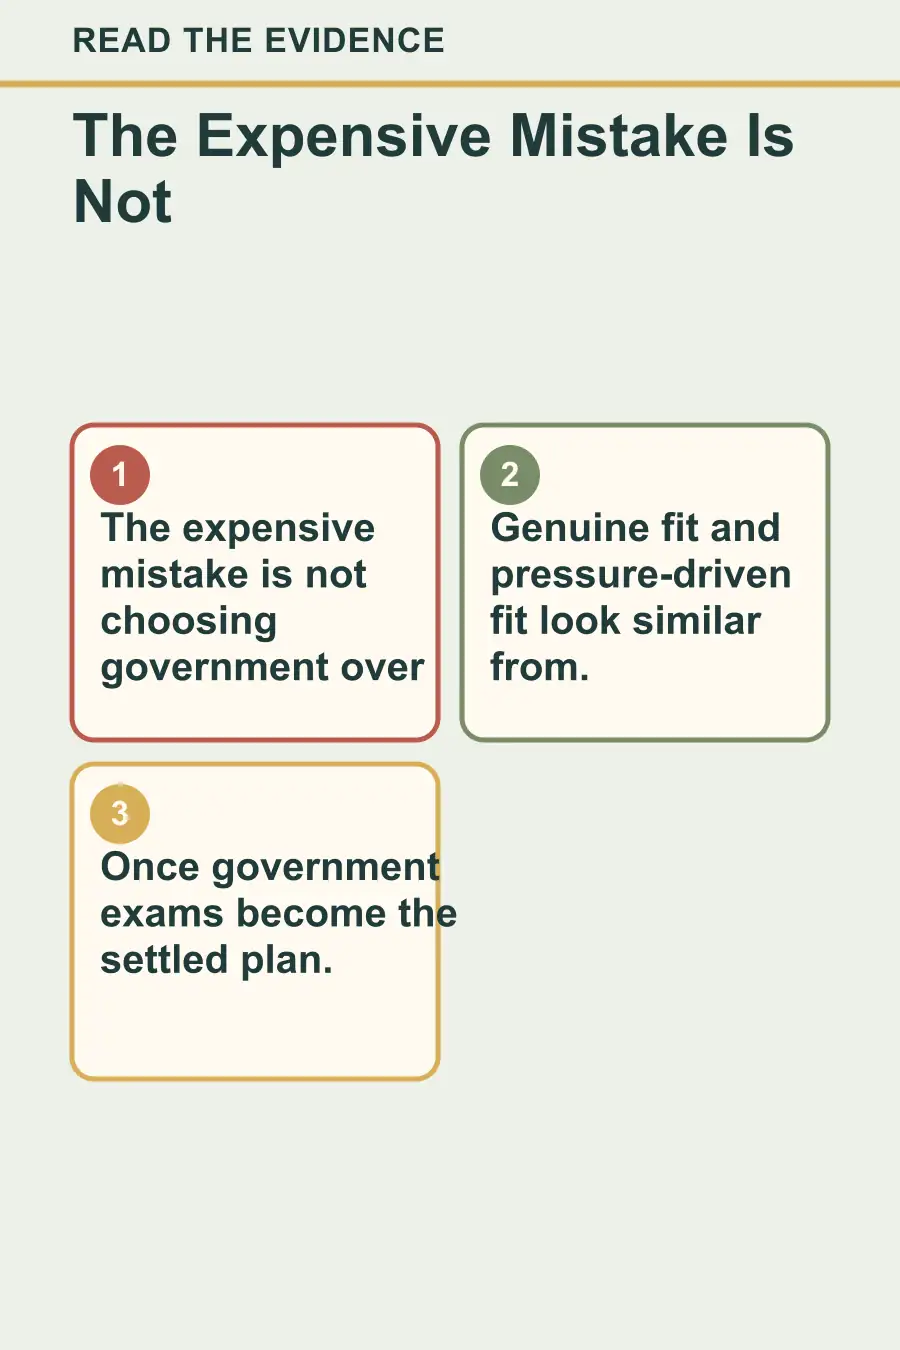 READ THE EVIDENCE
The Expensive Mistake Is
Not
1
The expensive
mistake is not
choosing
government over
2
Genuine fit and
pressure-driven
fit look similar
from.
3
Once government
exams become the
settled plan.